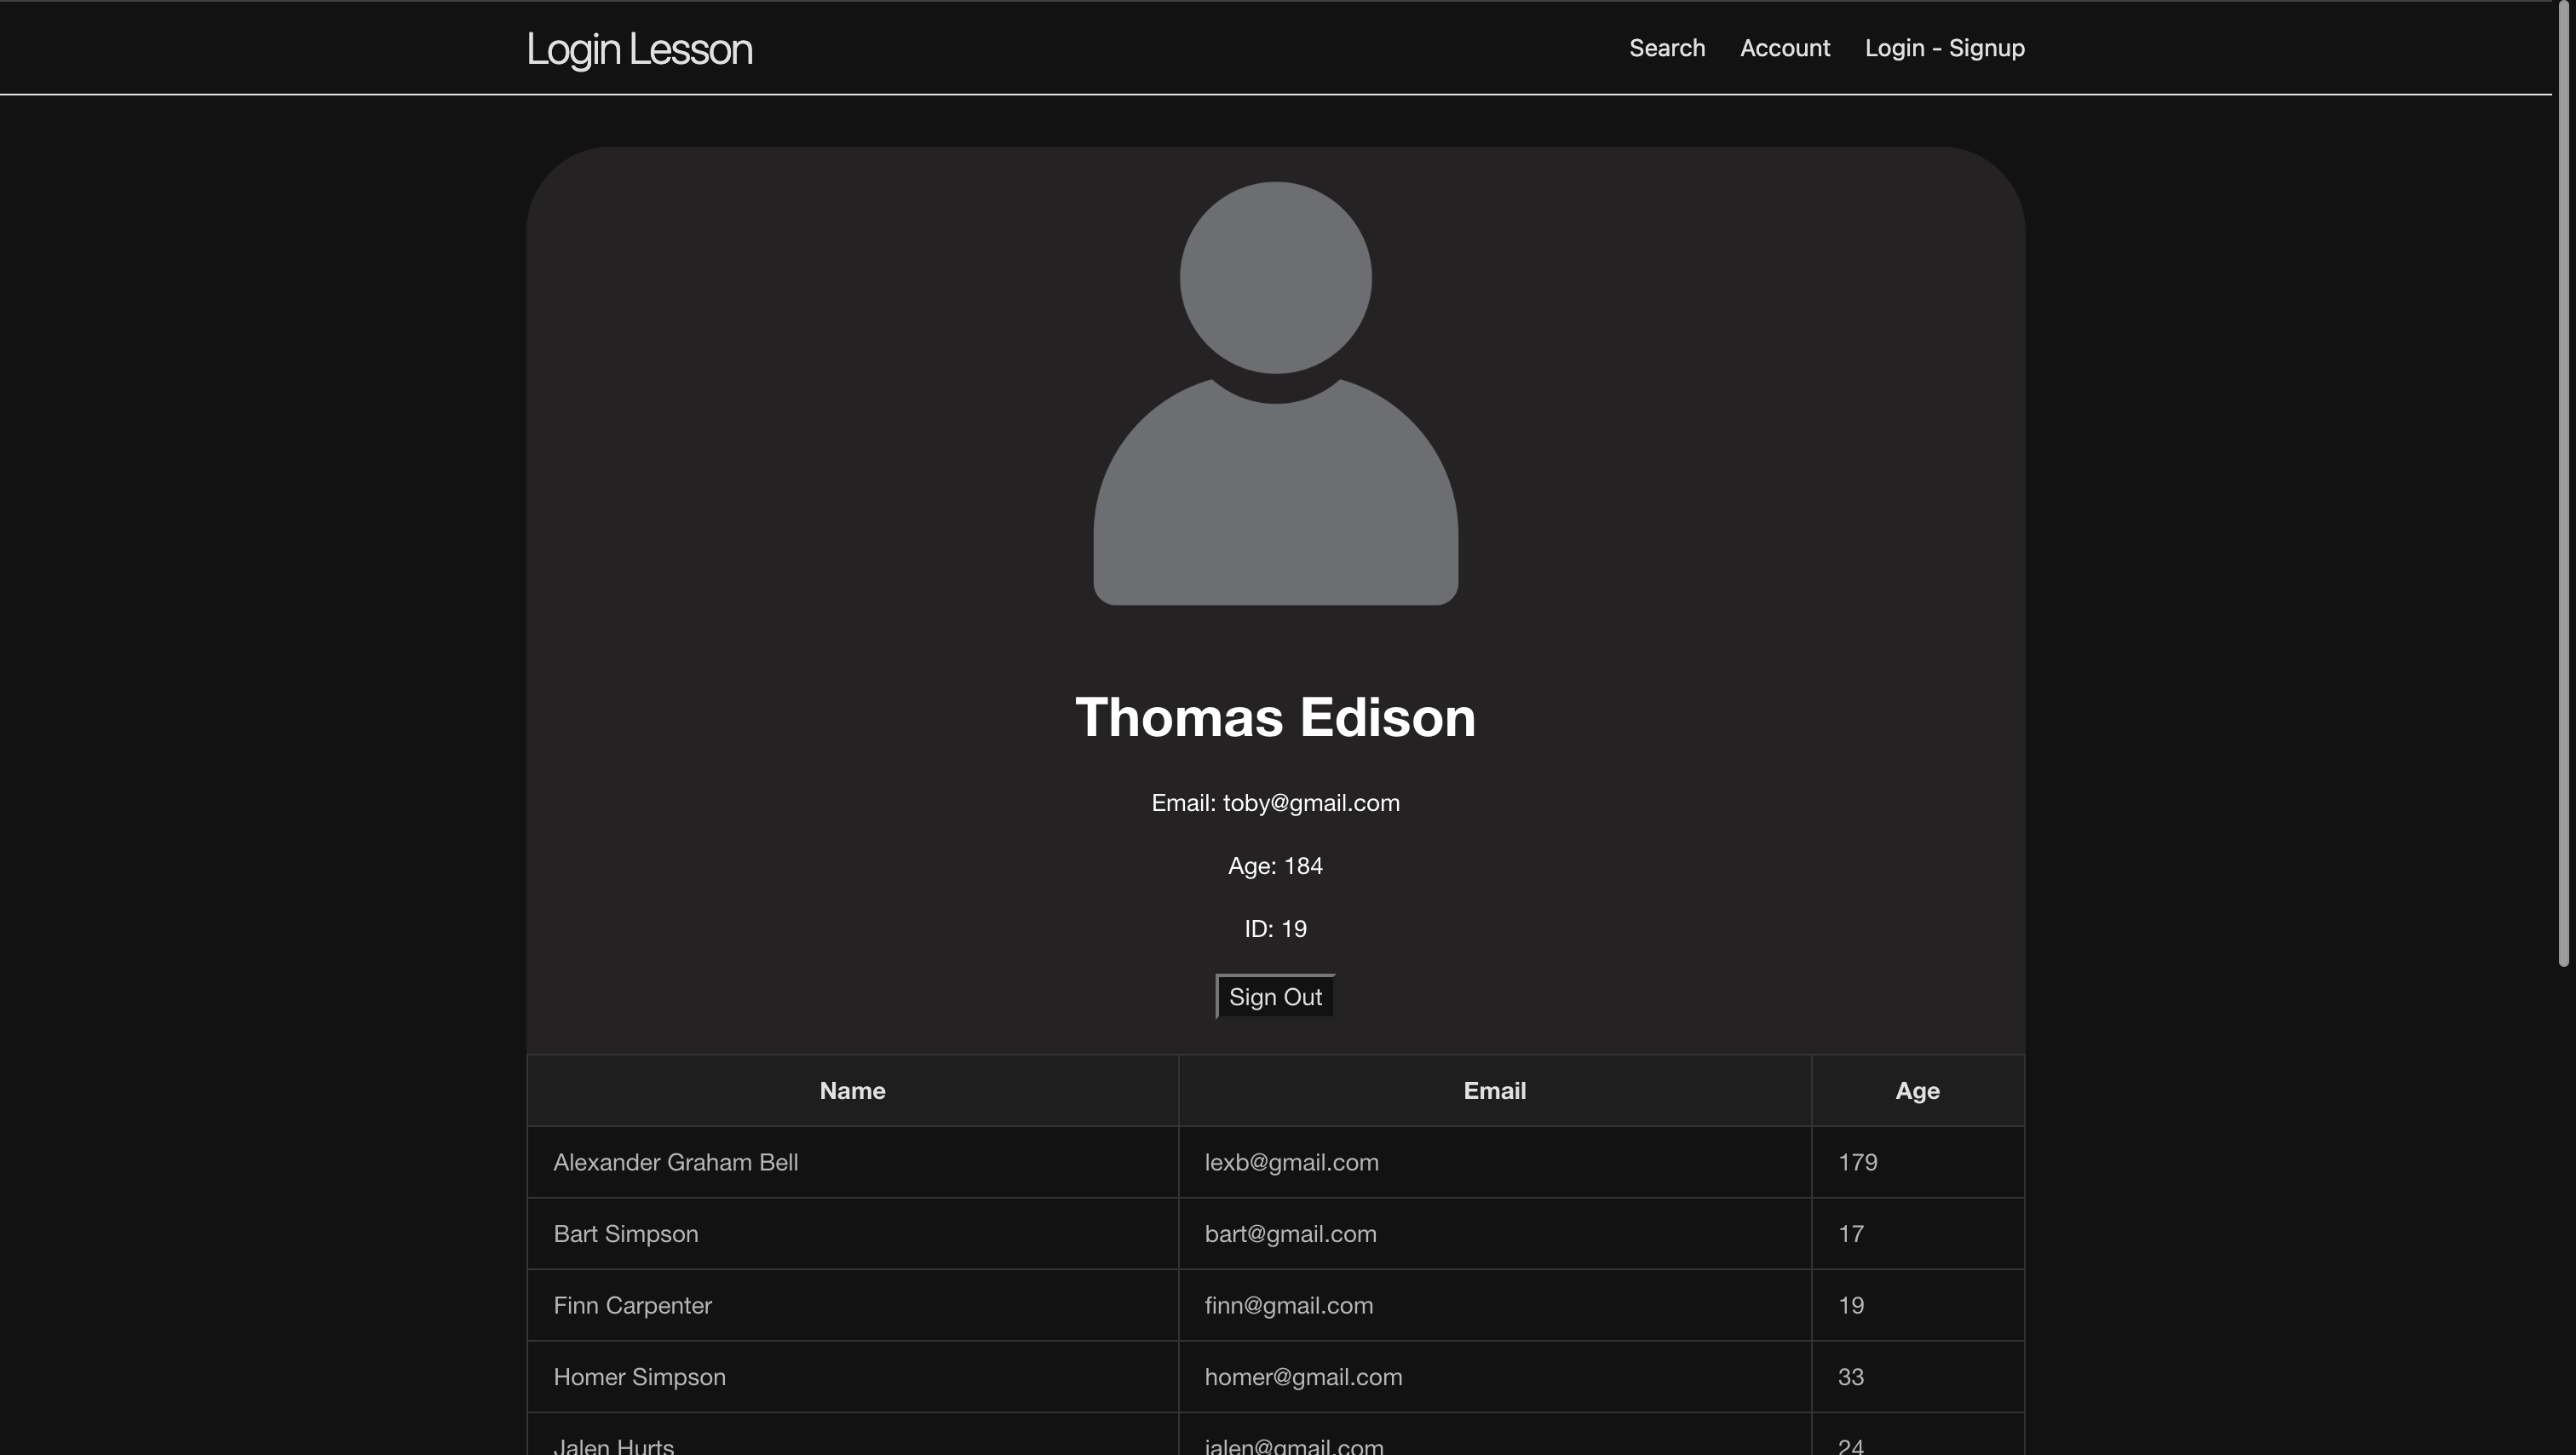 Login Lesson
Search Account Login - Signup
Thomas Edison
Email: toby@gmail.com
Age: 184
ID: 19
Sign Out
Name Email Age
Alexander Graham Bell lexb@gmail.com 179
Bart Simpson bart@gmail.com 17
Finn Carpenter finn@gmail.com 19
Homer Simpson homer@gmail.com 33
Jalen Hurts jalen@gmail.com 24